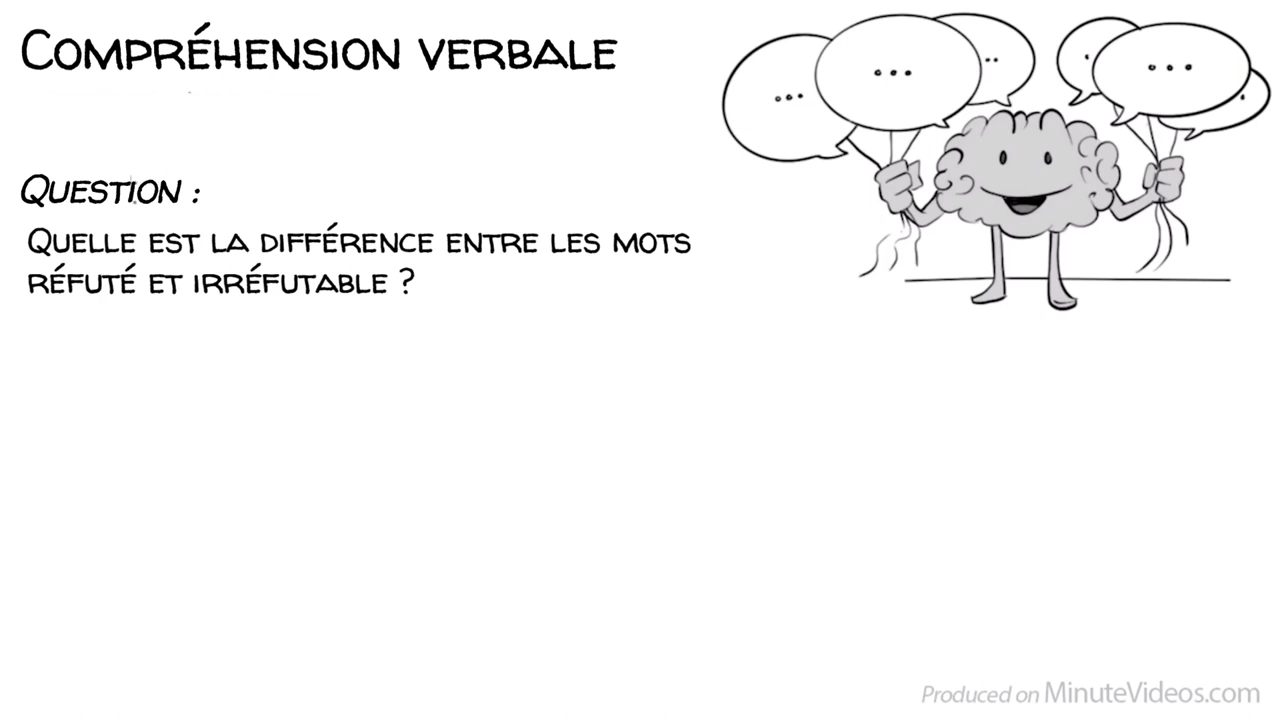 COMPRÉHENSION VERBALE
QUESTION :
QUELLE EST LA DIFFÉRENCE ENTRE LES MOTS
RÉFUTÉ ET IRRÉFUTABLE ?
Produced on MinuteVideos.com